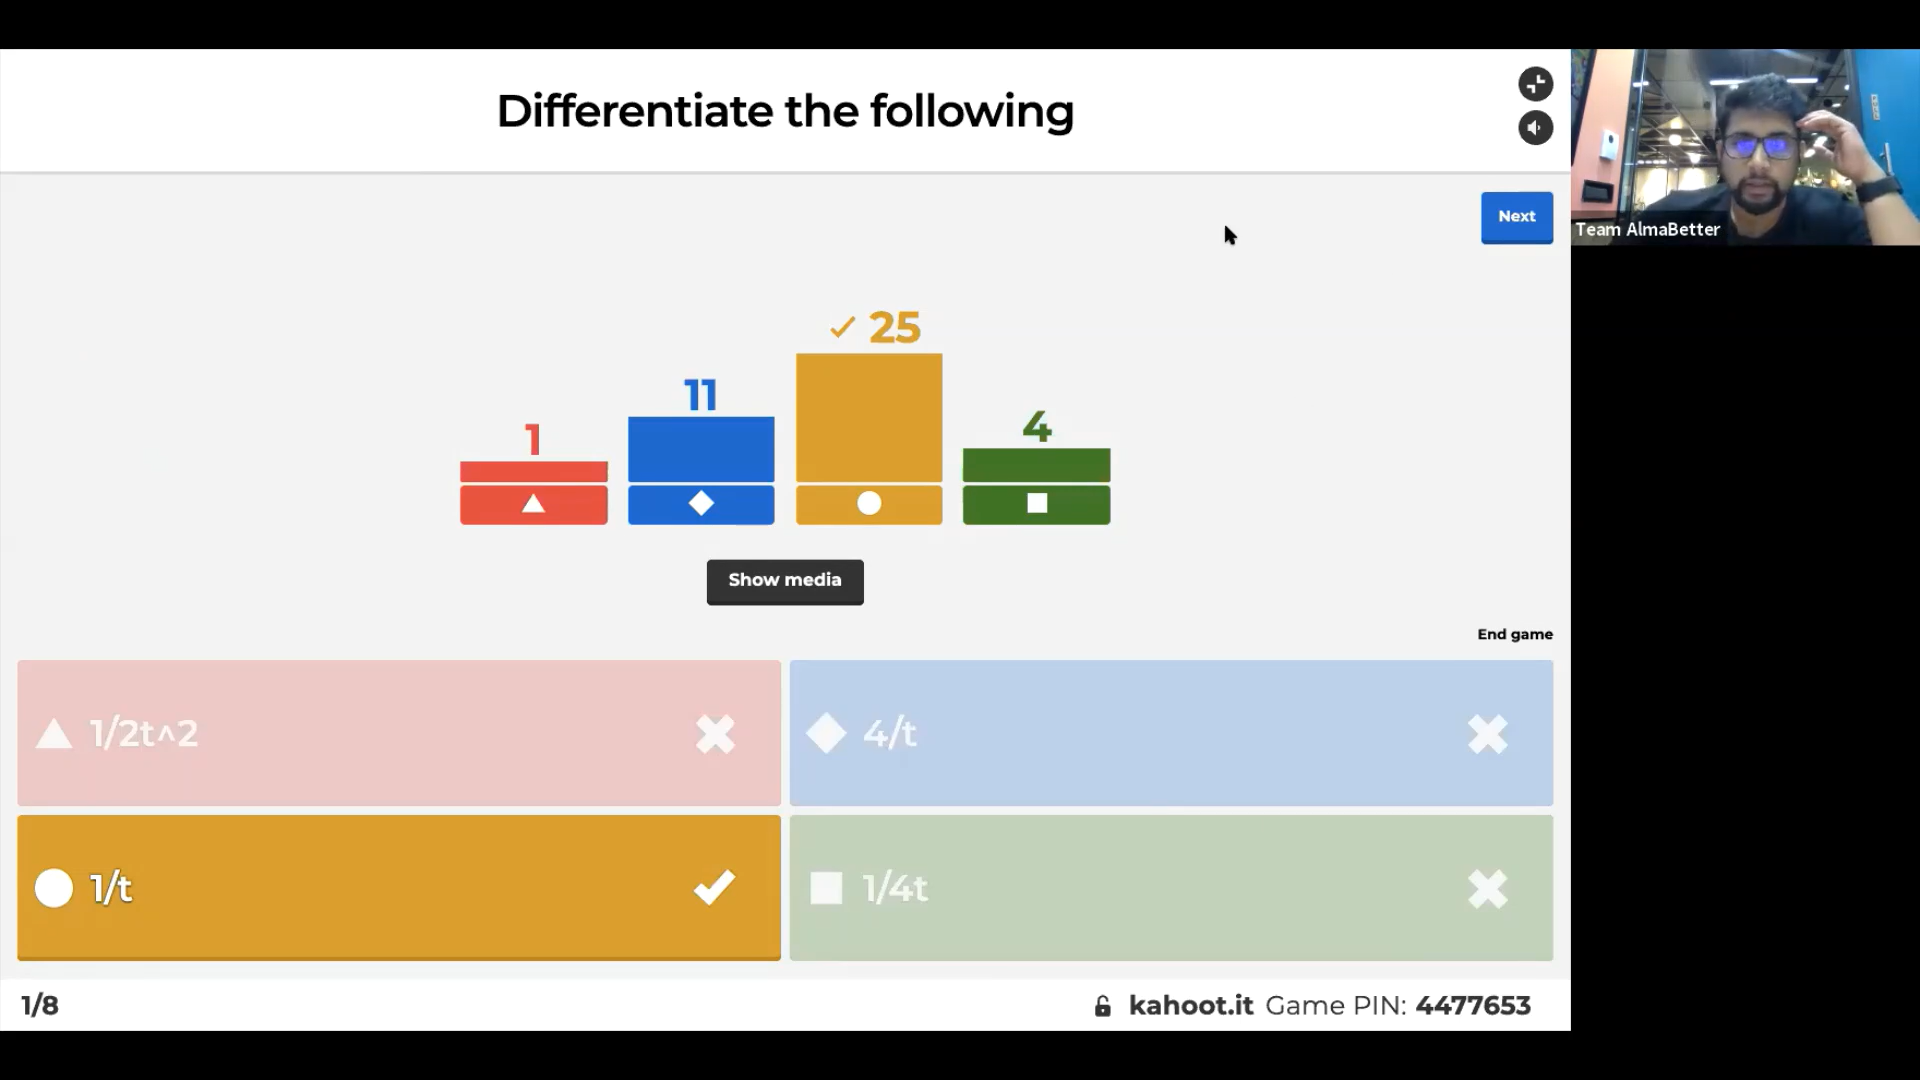 Differentiate the following
Next
Team AlmaBetter
1
11
25
4
Show media
End game
1/2t^2
4/t
1/t
1/4t
1/8
kahoot.it Game PIN: 4477653